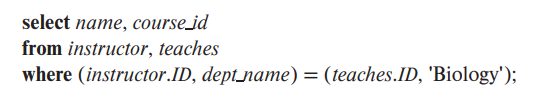 select name, course_id
from instructor, teaches
where (instructor.ID, dept_name) = (teaches.ID, 'Biology');